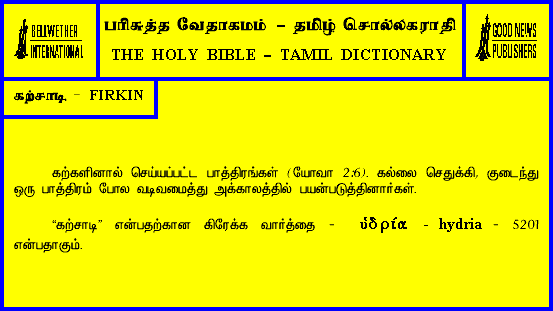 BELLWETHER
INTERNATIONAL
பரிசுத்த வேதாகமம் - தமிழ் சொல்லகராதி
THE HOLY BIBLE - TAMIL DICTIONARY
GOOD NEWS
PUBLISHERS
கற்சாடி - FIRKIN
கற்களினால் செய்யப்பட்ட பாத்திரங்கள் (யோவா 2:6). கல்லை செதுக்கி, குடைந்து
ஒரு பாத்திரம் போல வடிவமைத்து அக்காலத்தில் பயன்படுத்தினார்கள்.
“கற்சாடி” என்பதற்கான கிரேக்க வார்த்தை - ὑδρία - hydria - 5201
என்பதாகும்.